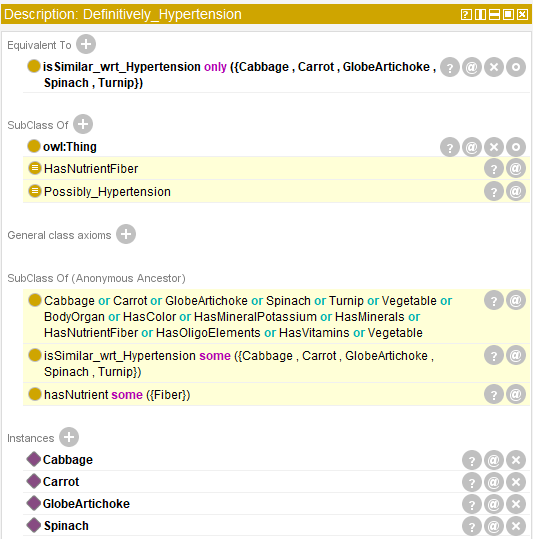 Description: Definitively_Hypertension
Equivalent To
isSimilar_wrt_Hypertension only ({Cabbage , Carrot , GlobeArtichoke ,
Spinach , Turnip})
SubClass Of
owl:Thing
HasNutrientFiber
Possibly_Hypertension
General class axioms
SubClass Of (Anonymous Ancestor)
Cabbage or Carrot or GlobeArtichoke or Spinach or Turnip or Vegetable or
BodyOrgan or HasColor or HasMineralPotassium or HasMinerals or
HasNutrientFiber or HasOligoElements or HasVitamins or Vegetable
isSimilar_wrt_Hypertension some ({Cabbage , Carrot , GlobeArtichoke ,
Spinach , Turnip})
hasNutrient some ({Fiber})
Instances
Cabbage
Carrot
GlobeArtichoke
Spinach